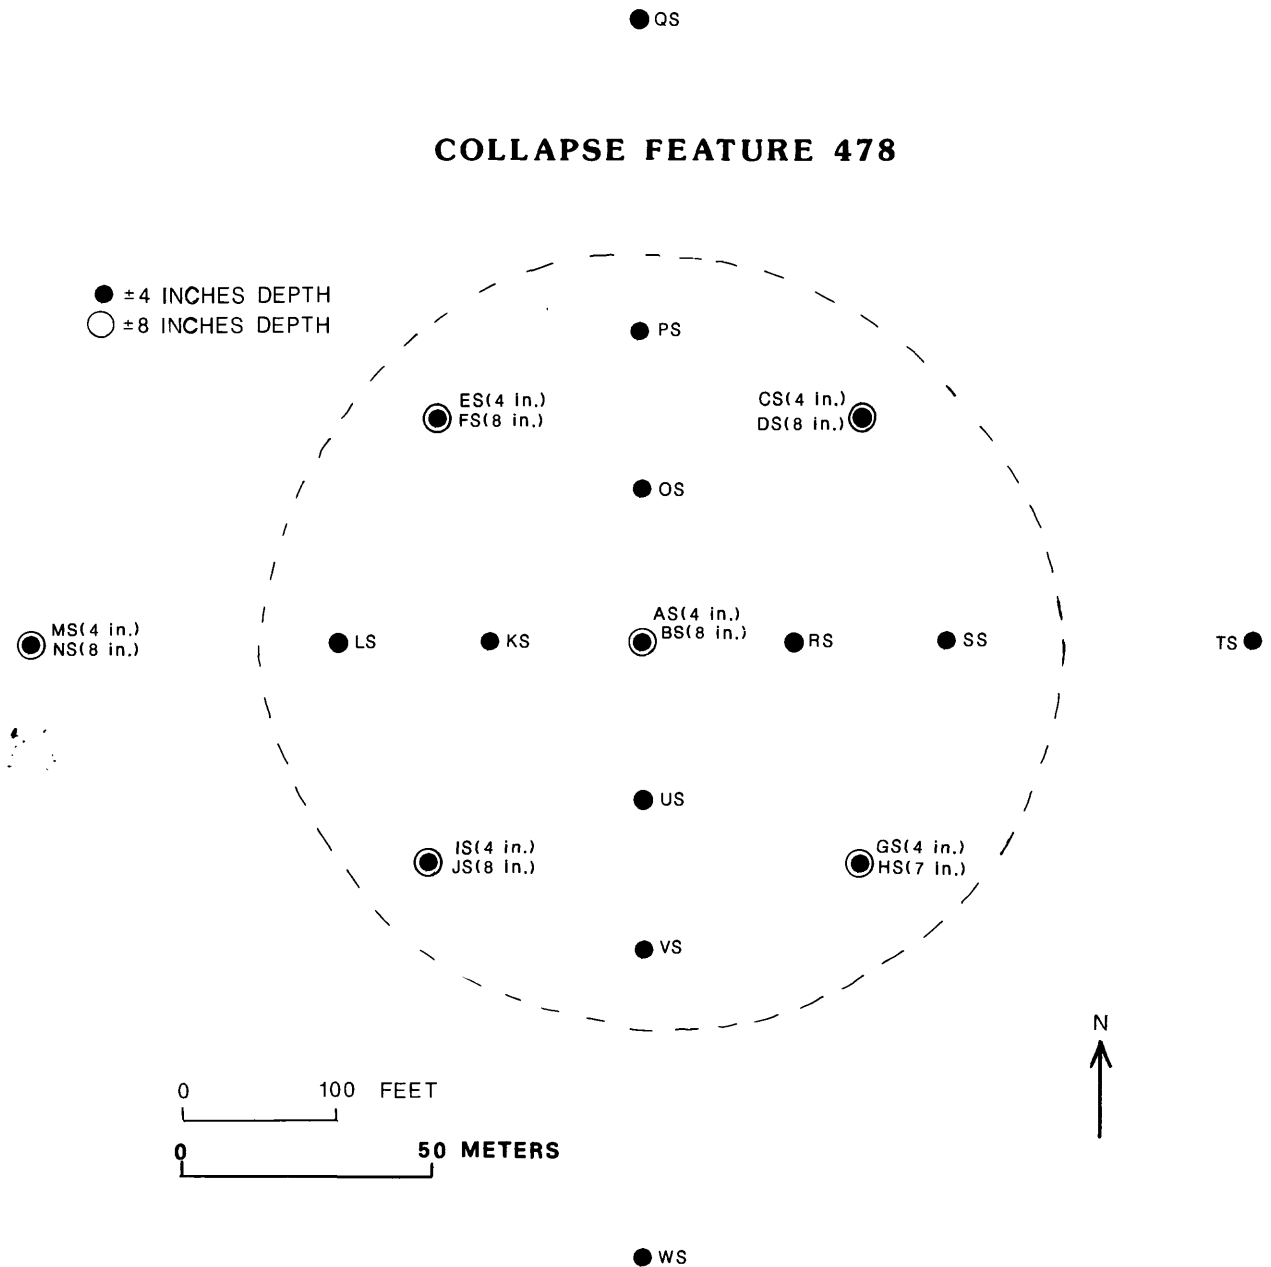 QS
COLLAPSE FEATURE 478
±4 INCHES DEPTH
±8 INCHES DEPTH
PS
ES(4 in.)
FS(8 in.)
CS(4 in.)
DS(8 in.)
OS
MS(4 in.)
NS(8 in.)
LS
KS
AS(4 in.)
BS(8 in.)
RS
SS
TS
US
IS(4 in.)
JS(8 in.)
GS(4 in.)
HS(7 in.)
VS
N
0 100 FEET
0 50 METERS
WS